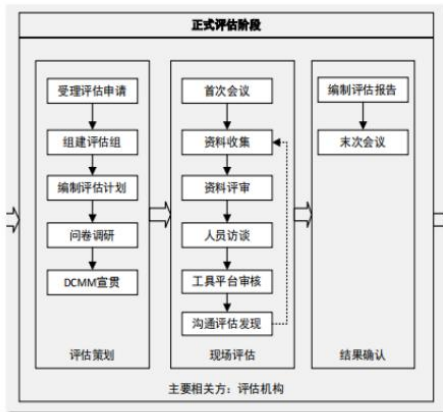 正式评估阶段
受理评估申请
组建评估组
编制评估计划
问卷调研
DCMM宣贯
评估策划
首次会议
资料收集
资料评审
人员访谈
工具平台审核
沟通评估发现
现场评估
编制评估报告
末次会议
结果确认
主要相关方：评估机构